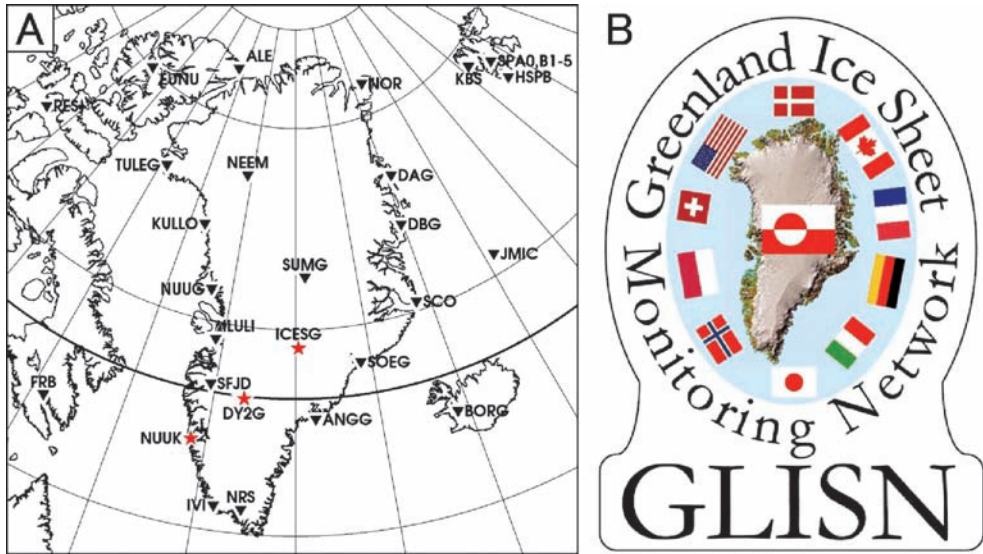 A
ALE
EUNU
NOR
SPA0,B1-5
KBS
HSPB
RES
TULEG
NEEM
DAG
KULLO
DBG
JMIC
SUMG
NUUG
SCO
ILULI
ICESG
SOEG
FRB
SFJD
DY2G
ANGG
BORG
NUUK
IVI
NRS
B
Greenland Ice Sheet
Monitoring Network
GLISN